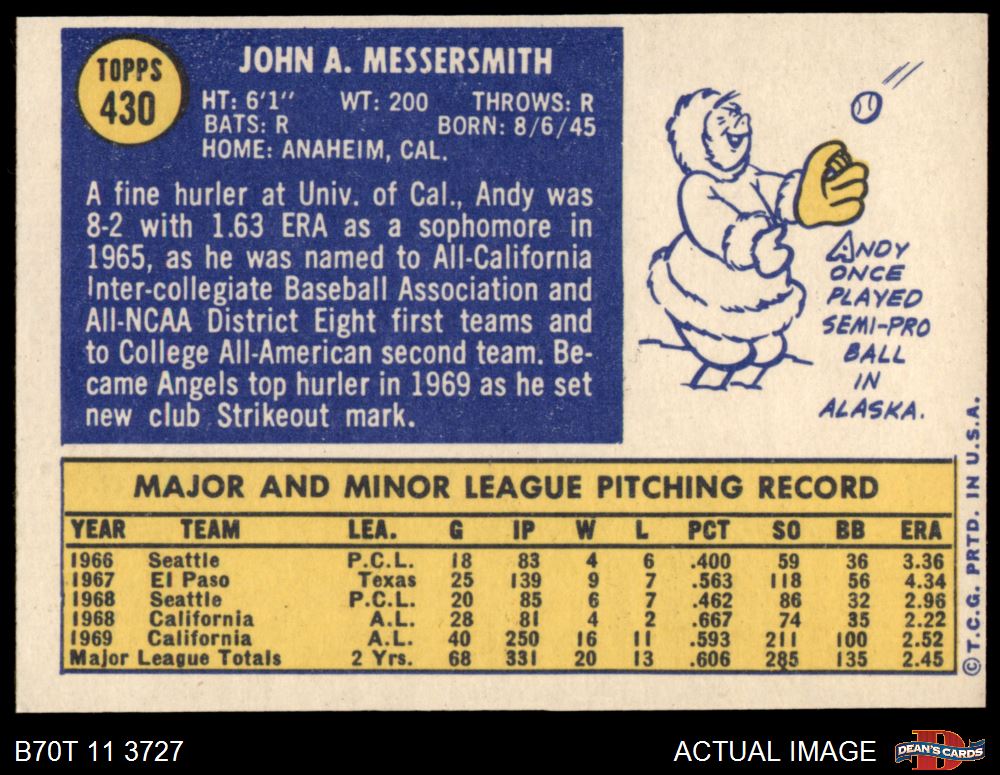 TOPPS
430
JOHN A. MESSERSMITH
HT: 6'1" WT: 200 THROWS: R
BATS: R BORN: 8/6/45
HOME: ANAHEIM, CAL.
A fine hurler at Univ. of Cal., Andy was
8-2 with 1.63 ERA as a sophomore in
1965, as he was named to All-California
Inter-collegiate Baseball Association and
All-NCAA District Eight first teams and
to College All-American second team. Be-
came Angels top hurler in 1969 as he set
new club Strikeout mark.
ANDY
ONCE
PLAYED
SEMI-PRO
BALL
IN
ALASKA.
MAJOR AND MINOR LEAGUE PITCHING RECORD
YEAR TEAM LEA. G IP W L PCT SO BB ERA
1966 Seattle P.C.L. 18 83 4 6 .400 59 36 3.36
1967 El Paso Texas 25 139 9 7 .563 118 56 4.34
1968 Seattle P.C.L. 20 85 6 7 .462 86 32 2.96
1968 California A.L. 28 81 4 2 .667 74 35 2.22
1969 California A.L. 40 250 16 11 .593 211 100 2.52
Major League Totals 2 Yrs. 68 331 20 13 .606 285 135 2.45
©T.C.G. PRTD. IN U.S.A.
B70T 11 3727
ACTUAL IMAGE
D
DEAN'S CARDS